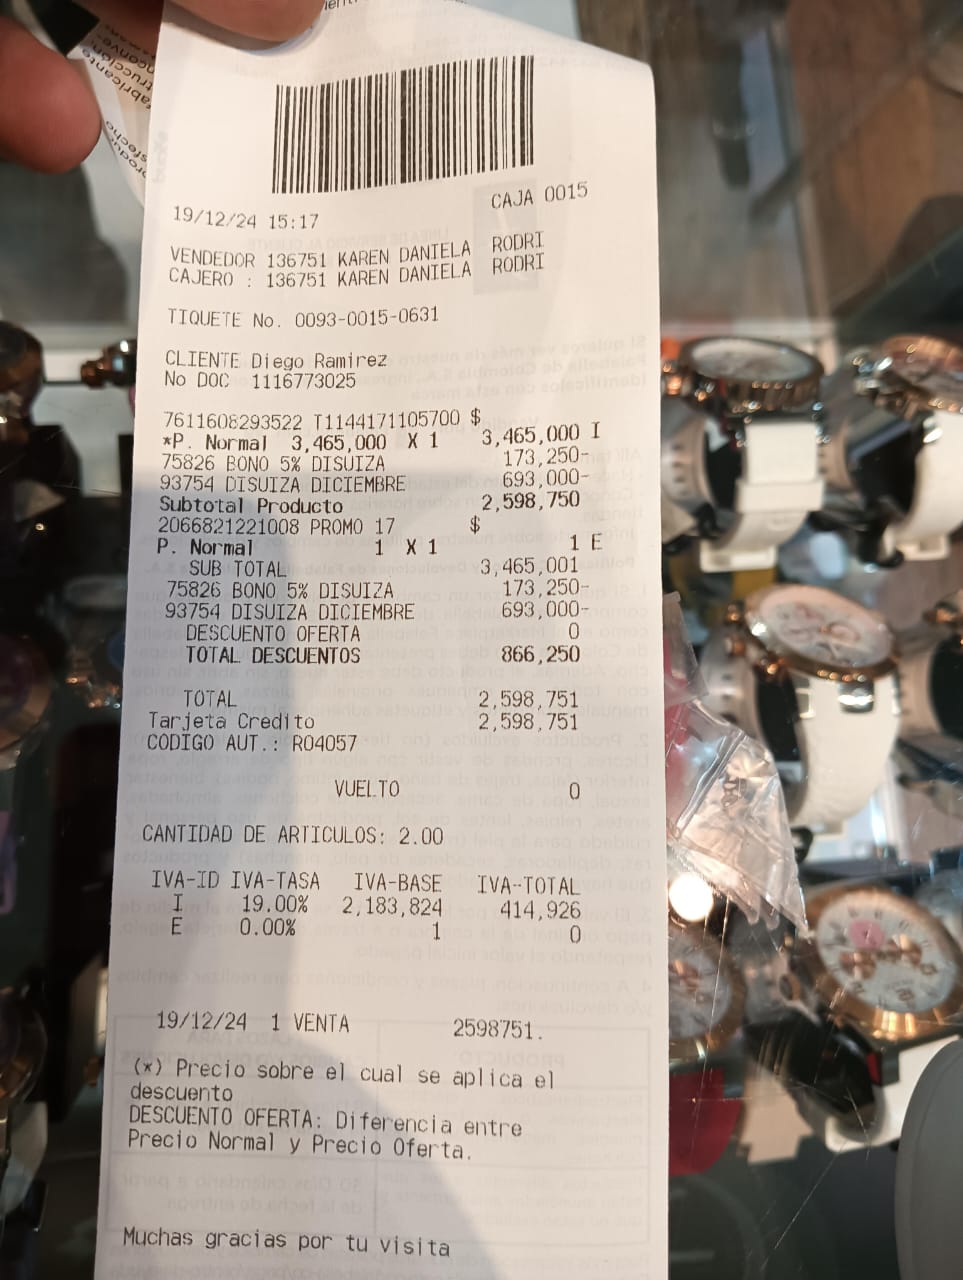 19/12/24 15:17 CAJA 0015
VENDEDOR 136751 KAREN DANIELA RODRI
CAJERO : 136751 KAREN DANIELA RODRI
TIQUETE No. 0093-0015-0631
CLIENTE Diego Ramirez
No DOC 1116773025
7611608293522 T1144171105700 $
*P. Normal 3,465,000 X 1 3,465,000 I
75826 BONO 5% DISUIZA 173,250-
93754 DISUIZA DICIEMBRE 693,000-
Subtotal Producto 2,598,750
2066821221008 PROMO 17 $
P. Normal 1 X 1 1 E
SUB TOTAL 3,465,001
75826 BONO 5% DISUIZA 173,250-
93754 DISUIZA DICIEMBRE 693,000-
DESCUENTO OFERTA 0
TOTAL DESCUENTOS 866,250
TOTAL 2,598,751
Tarjeta Credito 2,598,751
CODIGO AUT.: R04057
VUELTO 0
CANTIDAD DE ARTICULOS: 2.00
IVA-ID IVA-TASA IVA-BASE IVA-TOTAL
I 19.00% 2,183,824 414,926
E 0.00% 1 0
19/12/24 1 VENTA 2598751.
(*) Precio sobre el cual se aplica el
descuento
DESCUENTO OFERTA: Diferencia entre
Precio Normal y Precio Oferta.
Muchas gracias por tu visita